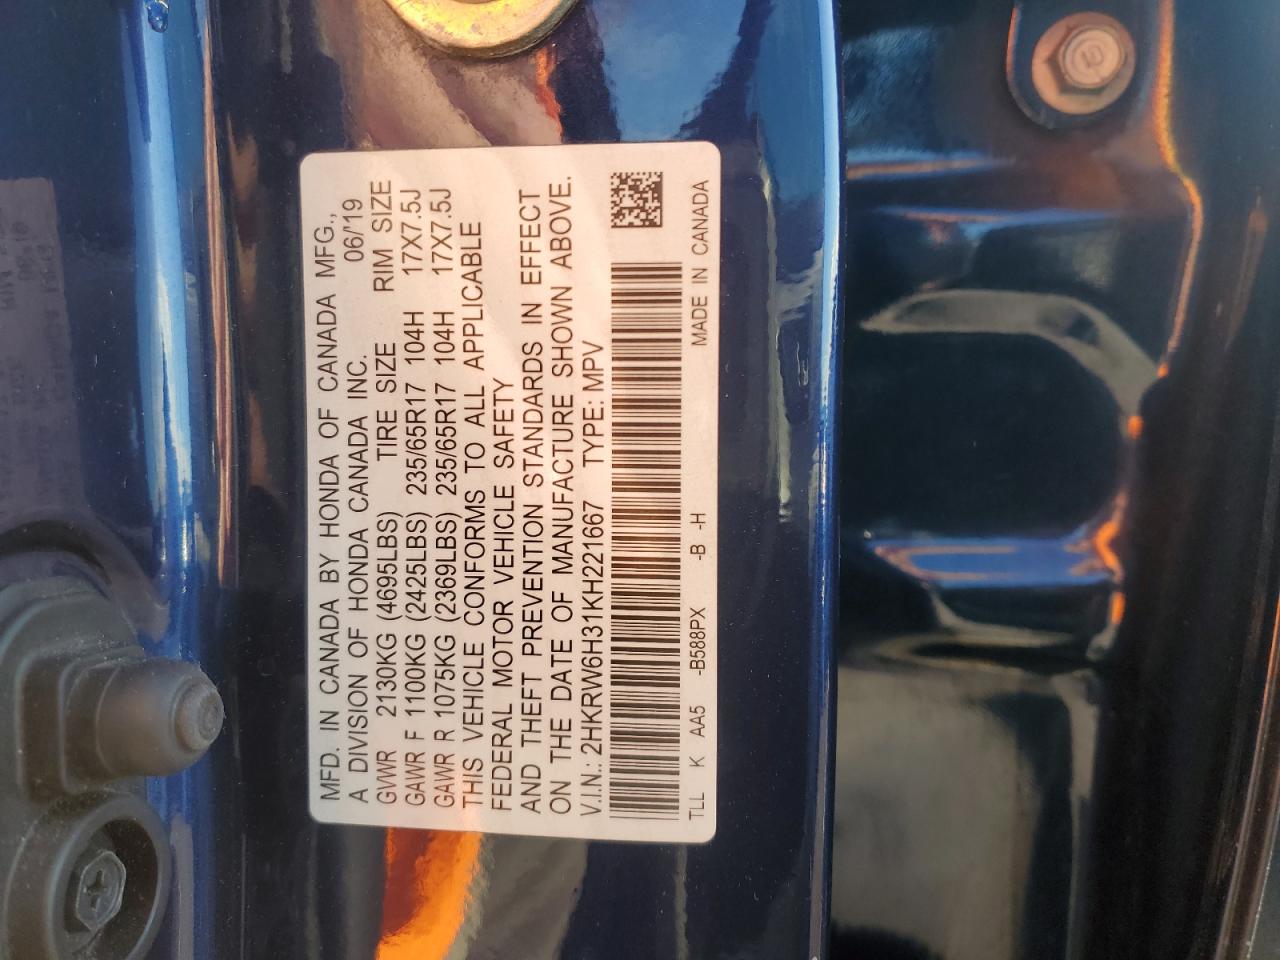 MFD. IN CANADA BY HONDA OF CANADA MFG.,
A DIVISION OF HONDA CANADA INC. 06/19
GVWR 2130KG (4695LBS) TIRE SIZE RIM SIZE
GAWR F 1100KG (2425LBS) 235/65R17 104H 17X7.5J
GAWR R 1075KG (2369LBS) 235/65R17 104H 17X7.5J
THIS VEHICLE CONFORMS TO ALL APPLICABLE
FEDERAL MOTOR VEHICLE SAFETY
AND THEFT PREVENTION STANDARDS IN EFFECT
ON THE DATE OF MANUFACTURE SHOWN ABOVE.
V.I.N.: 2HKRW6H31KH221667 TYPE: MPV
TLL K AA5 -B588PX -B -H MADE IN CANADA